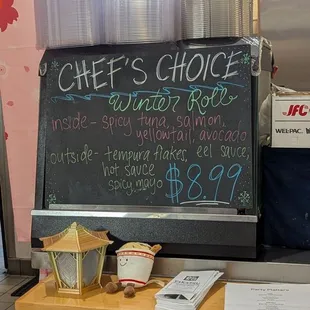 CHEF'S CHOICE
Winter Roll
inside - spicy tuna, salmon,
yellowtail, avocado
outside - tempura flakes, eel sauce,
hot sauce
spicy mayo
$8.99
JFC
WEL-PAC